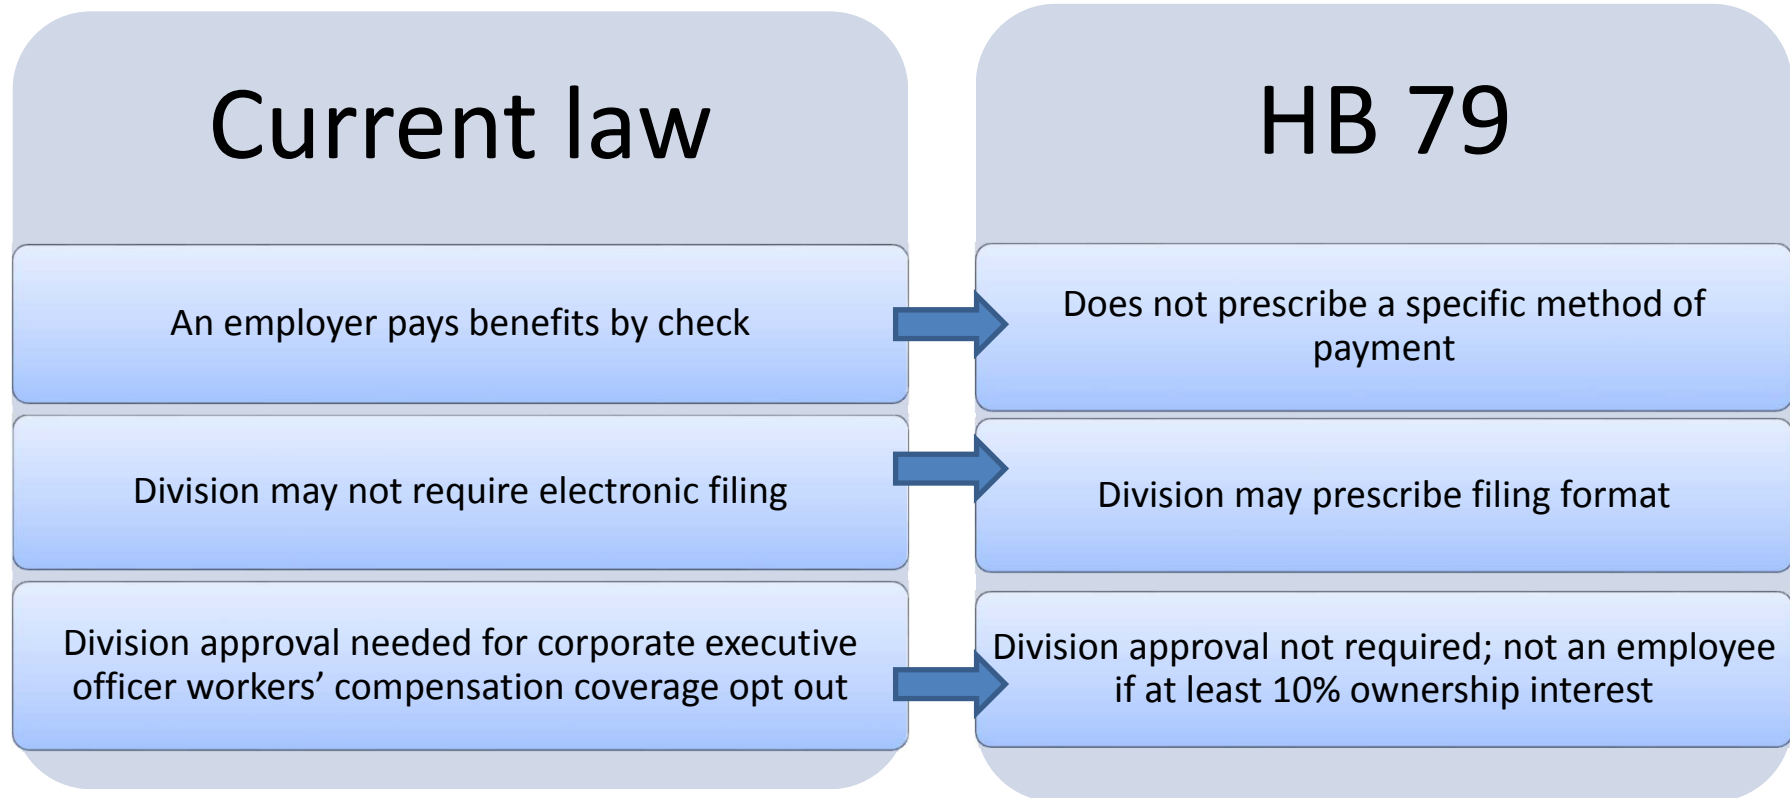 Current law
An employer pays benefits by check
Division may not require electronic filing
Division approval needed for corporate executive
officer workers’ compensation coverage opt out
HB 79
Does not prescribe a specific method of
payment
Division may prescribe filing format
Division approval not required; not an employee
if at least 10% ownership interest